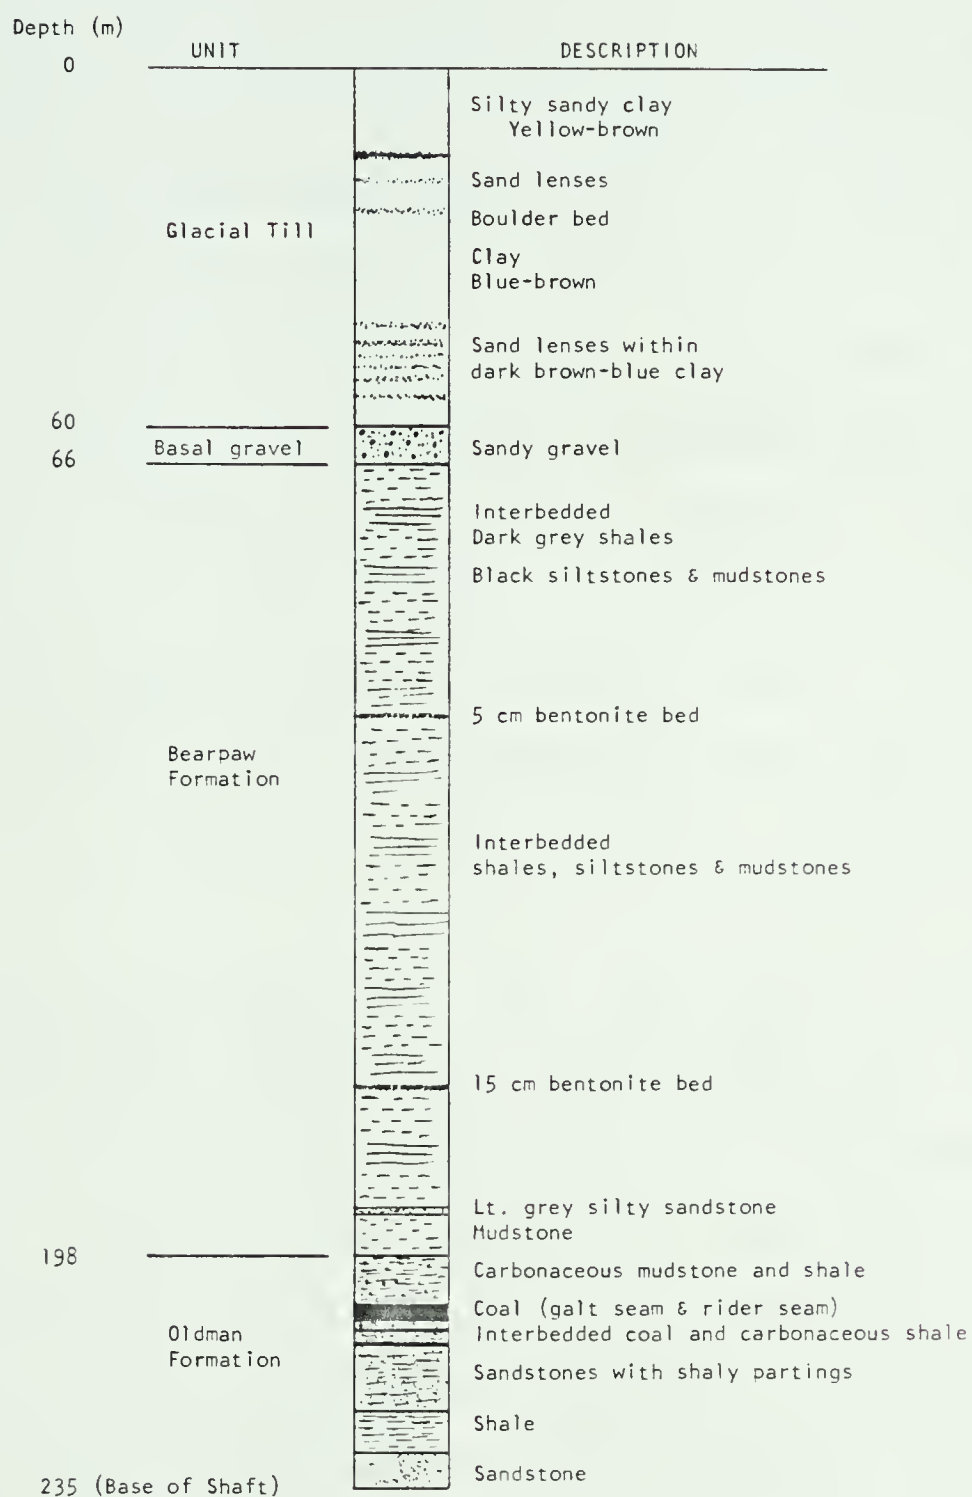 Depth (m)
UNIT DESCRIPTION
0
Silty sandy clay
Yellow-brown
Sand lenses
Boulder bed
Glacial Till
Clay
Blue-brown
Sand lenses within
dark brown-blue clay
60
Basal gravel Sandy gravel
66
Interbedded
Dark grey shales
Black siltstones & mudstones
5 cm bentonite bed
Bearpaw
Formation
Interbedded
shales, siltstones & mudstones
15 cm bentonite bed
Lt. grey silty sandstone
Mudstone
198
Carbonaceous mudstone and shale
Coal (galt seam & rider seam)
Interbedded coal and carbonaceous shale
Oldman
Formation
Sandstones with shaly partings
Shale
Sandstone
235 (Base of Shaft)